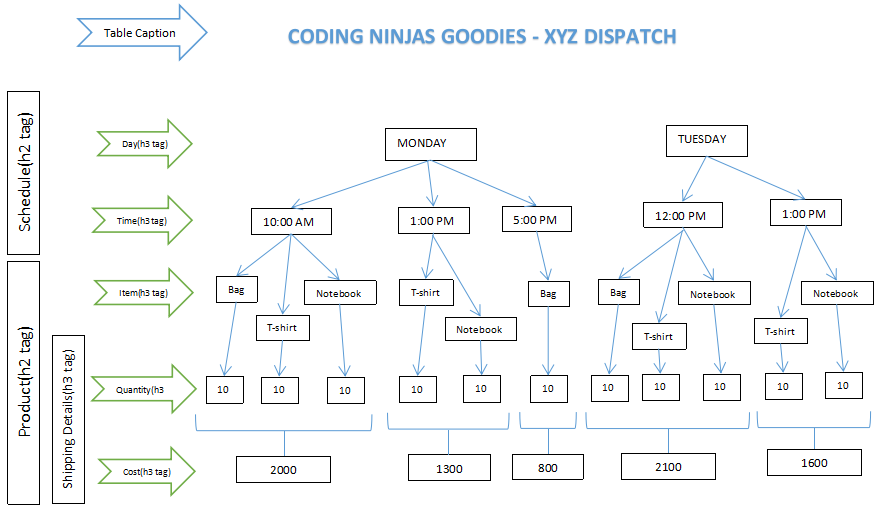 Table Caption
CODING NINJAS GOODIES - XYZ DISPATCH
Schedule(h2 tag)
Day(h3 tag)
MONDAY
TUESDAY
Time(h3 tag)
10:00 AM
1:00 PM
5:00 PM
12:00 PM
1:00 PM
Product(h2 tag)
Item(h3 tag)
Bag
T-shirt
Notebook
T-shirt
Notebook
Bag
Bag
T-shirt
Notebook
T-shirt
Notebook
Shipping Details(h3 tag)
Quantity(h3
10
10
10
10
10
10
10
10
10
10
10
Cost(h3 tag)
2000
1300
800
2100
1600